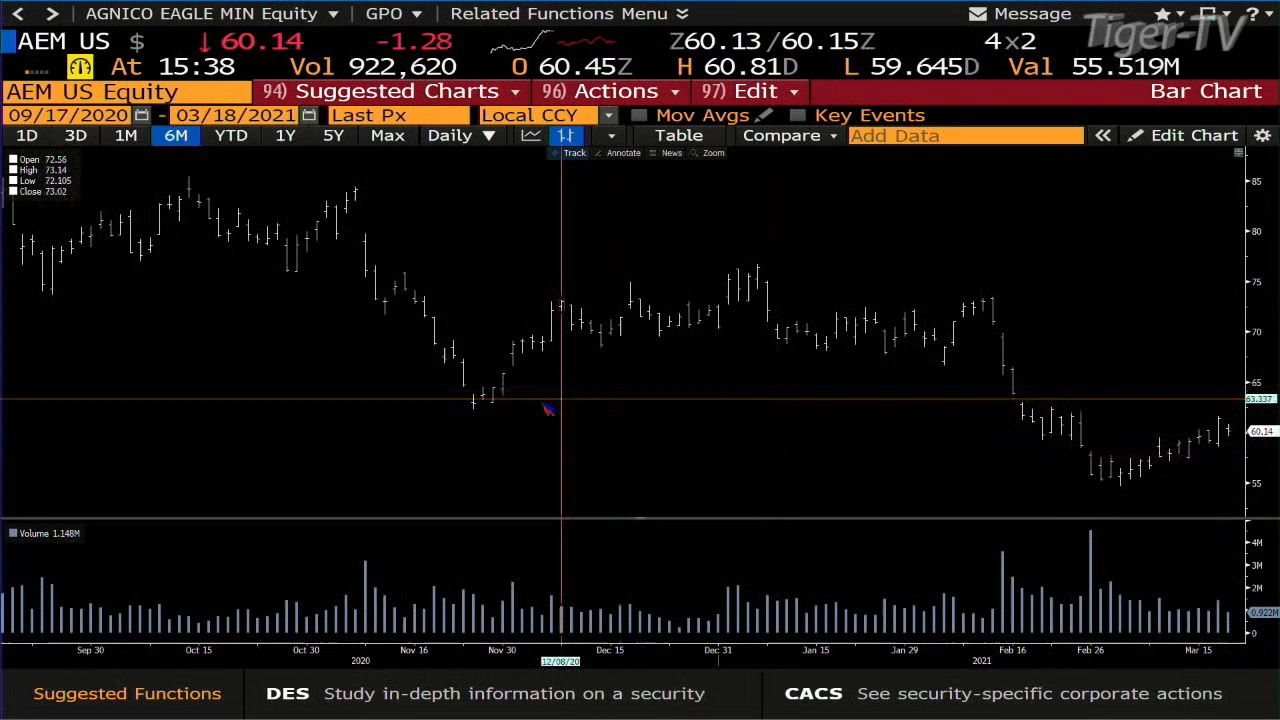 AGNICO EAGLE MIN Equity GPO Related Functions Menu Message ?
AEM US $ ↓ 60.14 -1.28 Z60.13 / 60.15Z 4 x 2 Tiger-TV
At 15:38 Vol 922,620 O 60.45Z H 60.81D L 59.645D Val 55.519M
AEM US Equity 94) Suggested Charts 96) Actions 97) Edit Bar Chart
09/17/2020 - 03/18/2021 Last Px Local CCY Mov Avgs Key Events
1D 3D 1M 6M YTD 1Y 5Y Max Daily ▼ Table Compare Add Data « Edit Chart
Track Annotate News Zoom
Open 72.56
High 73.14
Low 72.105
Close 73.02
85
80
75
70
65
63.337
60.14
55
Volume 1.148M
4M
3M
2M
0.922M
0
Sep 30 Oct 15 Oct 30 Nov 16 Nov 30 Dec 15 Dec 31 Jan 15 Jan 29 Feb 16 Feb 26 Mar 15
2020 12/08/20 2021
Suggested Functions DES Study in-depth information on a security CACS See security-specific corporate actions